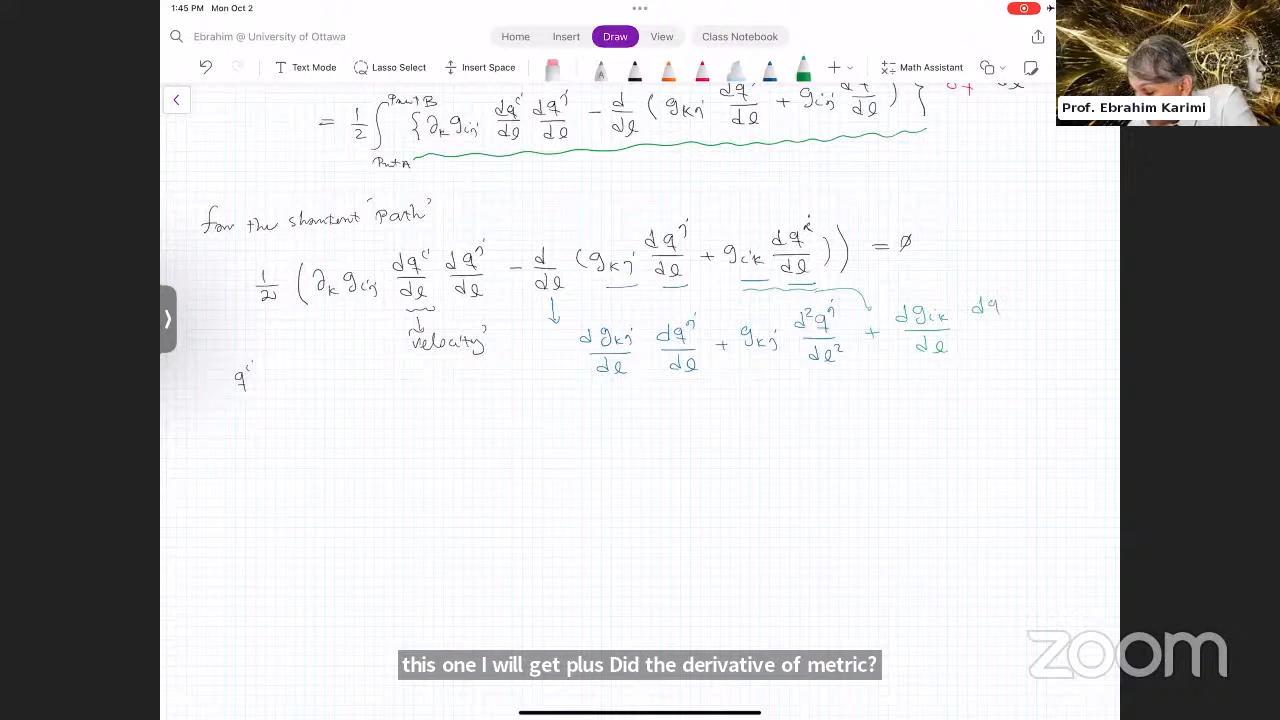 1:45 PM Mon Oct 2
Ebrahim @ University of Ottawa
Home Insert Draw View Class Notebook
Text Mode Lasso Select Insert Space Math Assistant
Prof. Ebrahim Karimi
Point B
= 1/2 ∫ { ∂k gij dq^i/dl dq^j/dl − d/dl ( gkj dq^j/dl + gij
Point A
for the shortest "Path"
1/2 ( ∂k gij dq^i/dl dq^j/dl − d/dl ( gkj dq^j/dl + gik dq^i/dl ) ) = ∅
velocity
dgkj/dl dq^j/dl + gkj d²q^j/dl² + dgik/dl dq
q^i
this one I will get plus Did the derivative of metric?
zoom